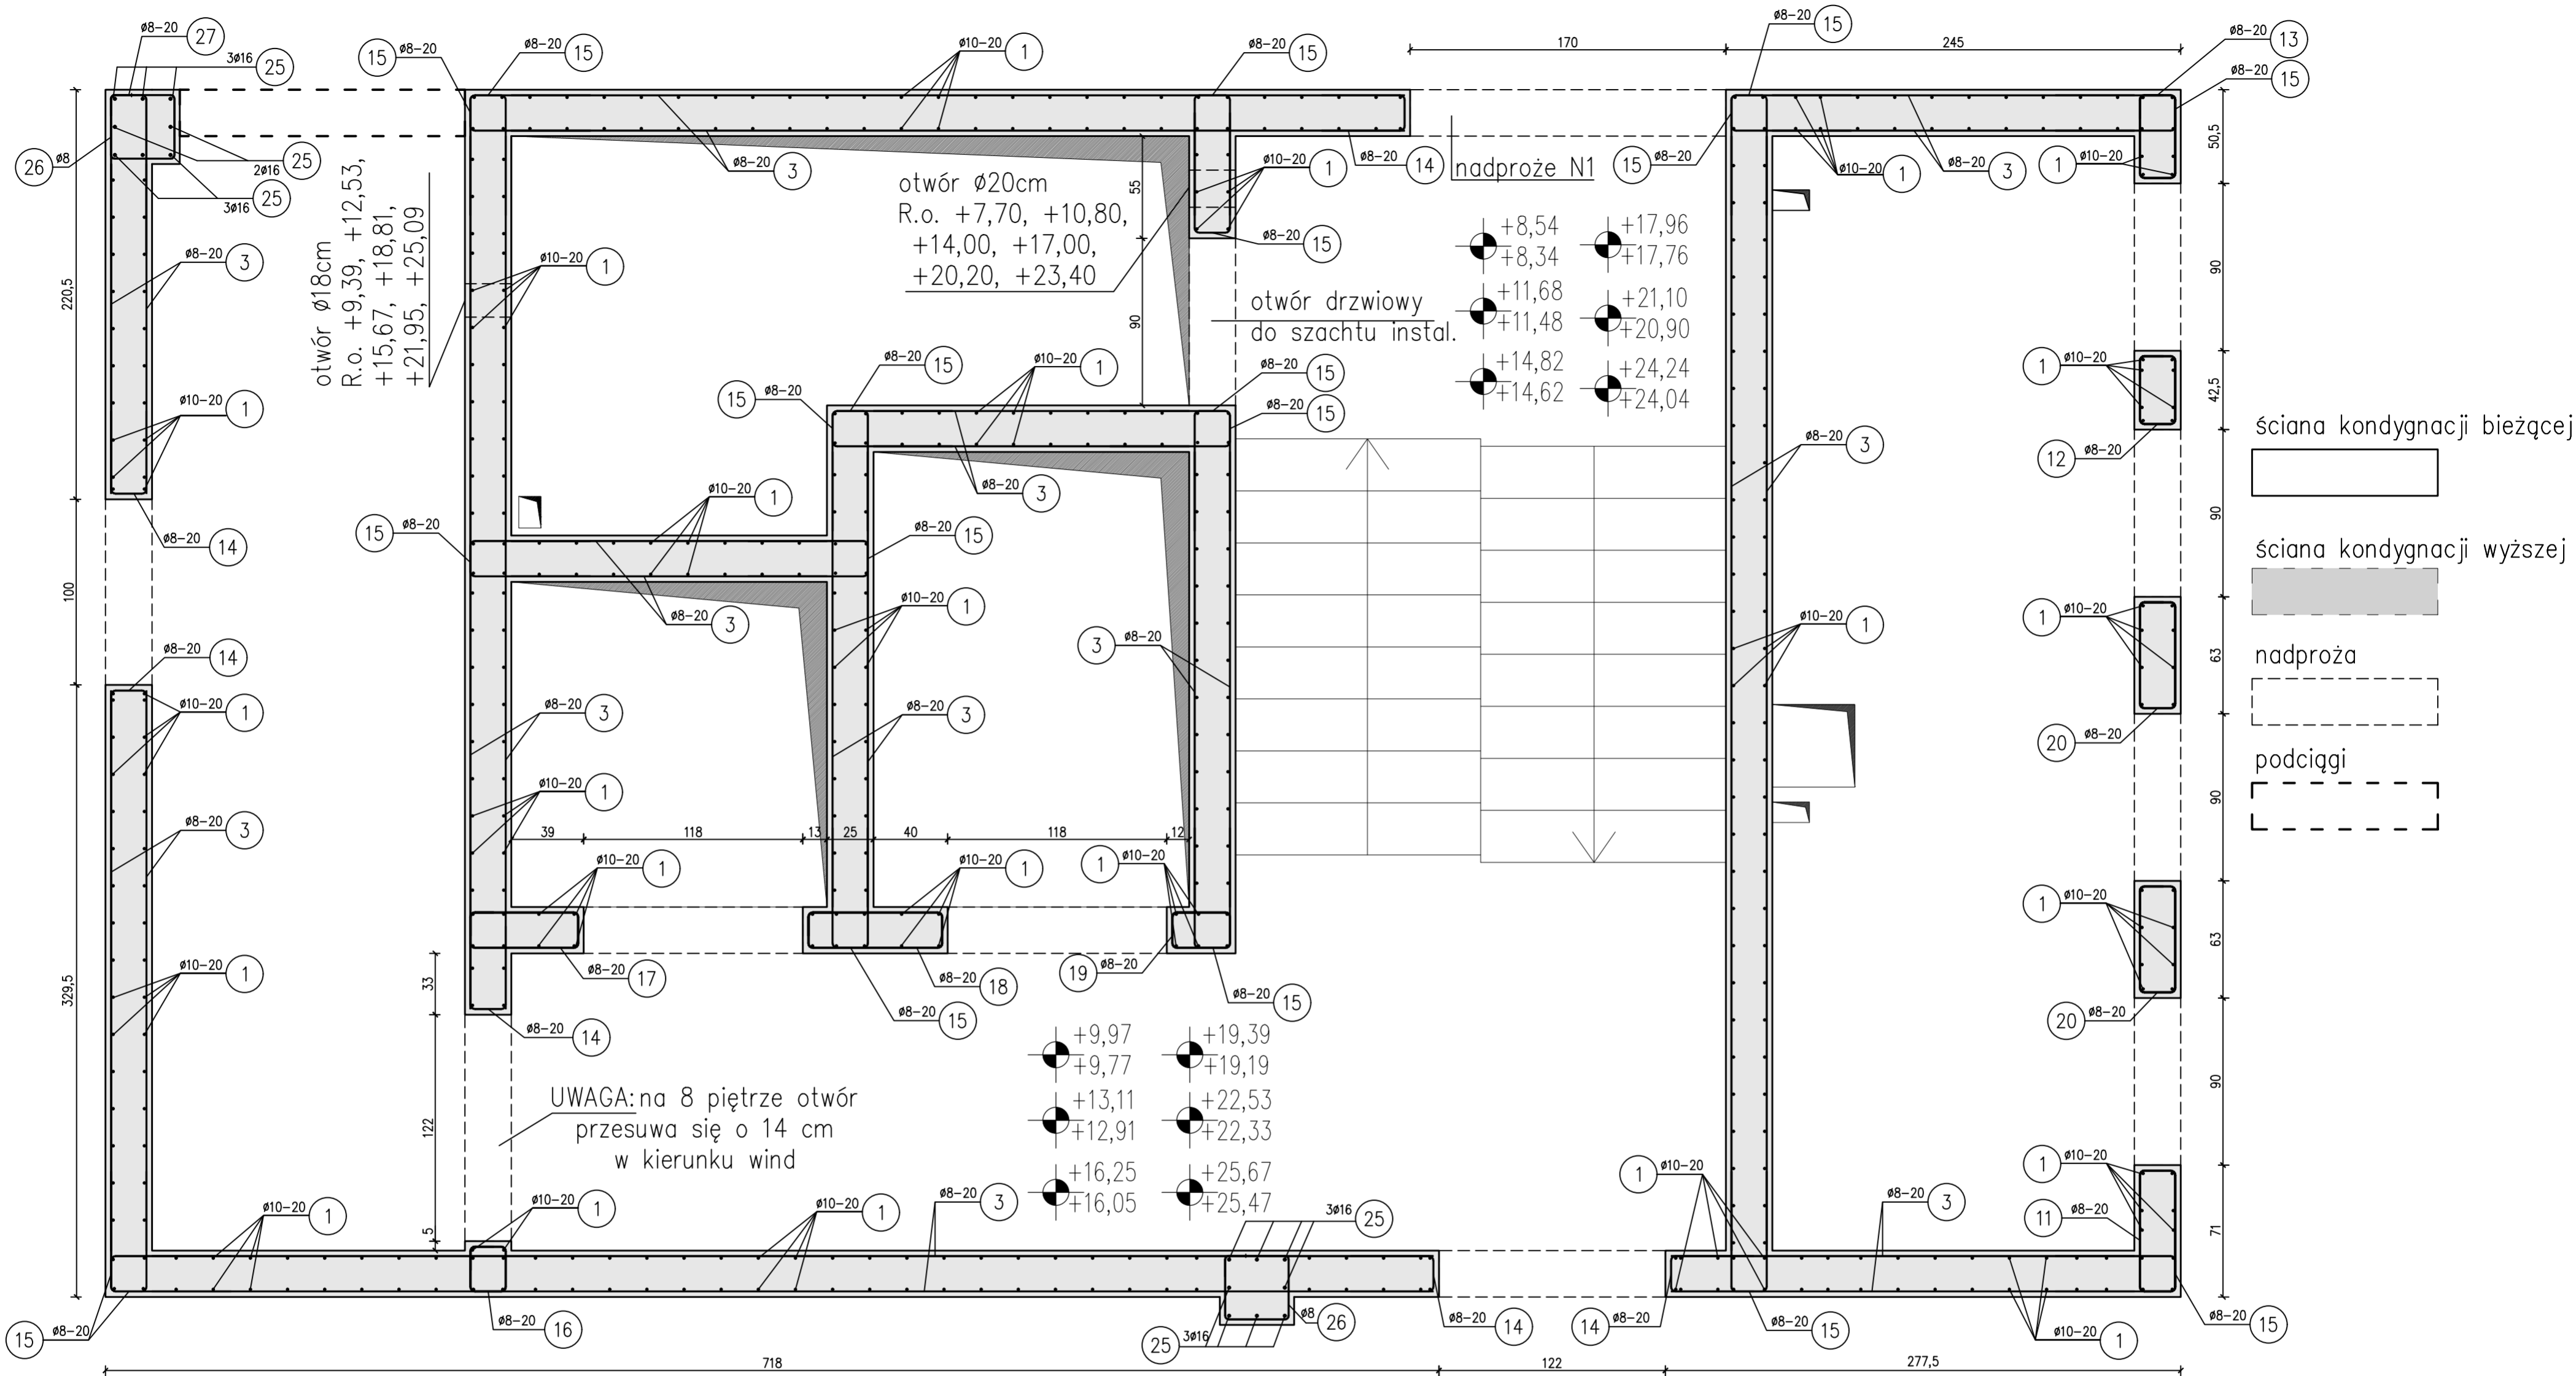 ø8-20 27
3ø16 25
15 ø8-20
ø8-20 15
ø10-20 1
ø8-20 15
170
ø8-20 15
245
ø8-20 13
ø8-20 15
26 ø8
25
2ø16
3ø16 25
ø8-20 3
otwór Ø18cm
R.o. +9,39, +12,53,
+15,67, +18,81,
+21,95, +25,09
ø8-20 3
otwór Ø20cm
R.o. +7,70, +10,80,
+14,00, +17,00,
+20,20, +23,40
55
90
ø10-20 1
ø8-20 14
nadproże N1
ø8-20 15
15 ø8-20
ø10-20 1
ø8-20 3
1 ø10-20
50,5
220,5
ø10-20 1
otwór drzwiowy
do szachtu instal.
+8,54
+8,34
+17,96
+17,76
+11,68
+11,48
+21,10
+20,90
+14,82
+14,62
+24,24
+24,04
90
ø10-20 1
ø8-20 15
ø10-20 1
ø8-20 15
15 ø8-20
ø8-20 15
1 ø10-20
42,5
12 ø8-20
ściana kondygnacji bieżącej
ø8-20 3
ø8-20 3
ø10-20 1
15 ø8-20
ø8-20 15
ø8-20 14
90
ściana kondygnacji wyższej
100
ø8-20 3
ø10-20 1
3 ø8-20
ø10-20 1
1 ø10-20
63
nadproża
ø8-20 14
ø10-20 1
ø8-20 3
ø8-20 3
20 ø8-20
podciągi
ø8-20 3
ø10-20 1
39
118
13
25
40
118
12
90
ø10-20 1
ø10-20 1
1 ø10-20
1 ø10-20
63
329,5
ø10-20 1
33
ø8-20 17
ø8-20 18
19 ø8-20
ø8-20 15
ø8-20 15
ø8-20 14
20 ø8-20
122
UWAGA: na 8 piętrze otwór
przesuwa się o 14 cm
w kierunku wind
+9,97
+9,77
+19,39
+19,19
+13,11
+12,91
+22,53
+22,33
+16,25
+16,05
+25,67
+25,47
90
1 ø10-20
1 ø10-20
ø8-20 3
11 ø8-20
71
5
ø10-20 1
ø10-20 1
ø10-20 1
ø8-20 3
3ø16 25
15 ø8-20
ø8-20 16
25 3ø16
ø8 26
ø8-20 14
14 ø8-20
ø8-20 15
ø10-20 1
ø8-20 15
718
122
277,5